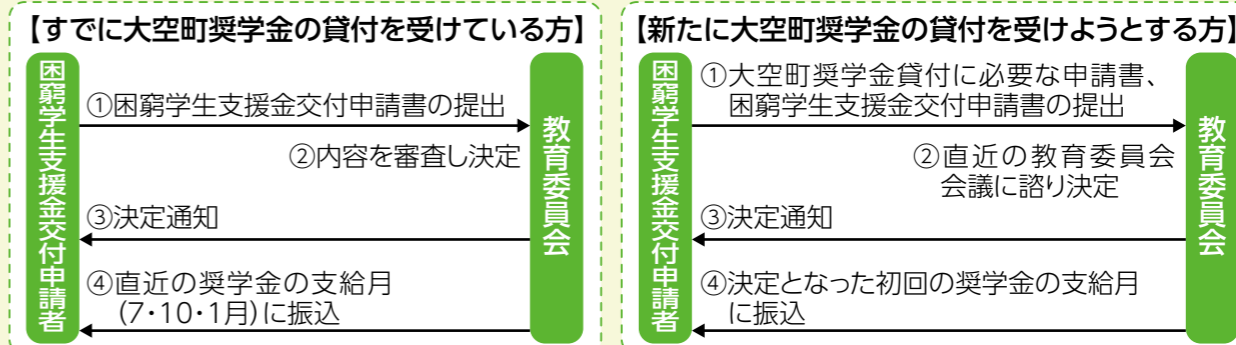 【すでに大空町奨学金の貸付を受けている方】
困窮学生支援金交付申請者
①困窮学生支援金交付申請書の提出
②内容を審査し決定
③決定通知
④直近の奨学金の支給月
(7・10・1月)に振込
教育委員会
【新たに大空町奨学金の貸付を受けようとする方】
困窮学生支援金交付申請者
①大空町奨学金貸付に必要な申請書、
困窮学生支援金交付申請書の提出
②直近の教育委員会
会議に諮り決定
③決定通知
④決定となった初回の奨学金の支給月
に振込
教育委員会